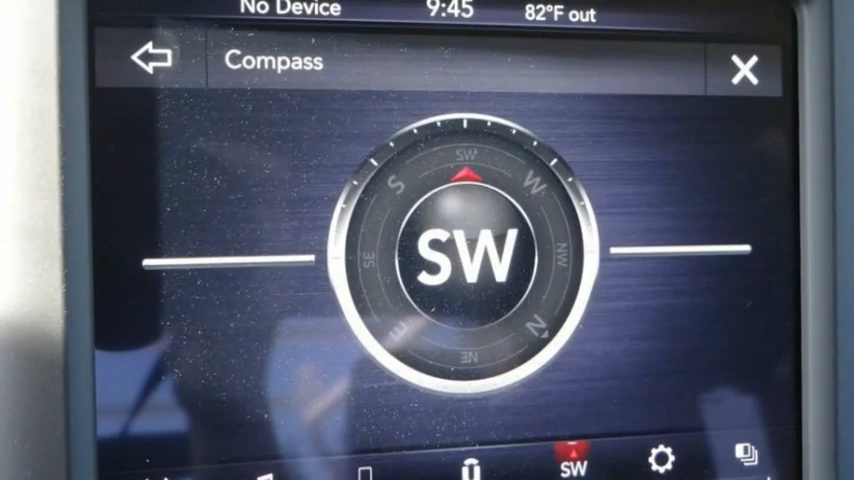 No Device 9:45 82°F out
Compass
SW
S W
SW
SE NW
E N
NE
SW